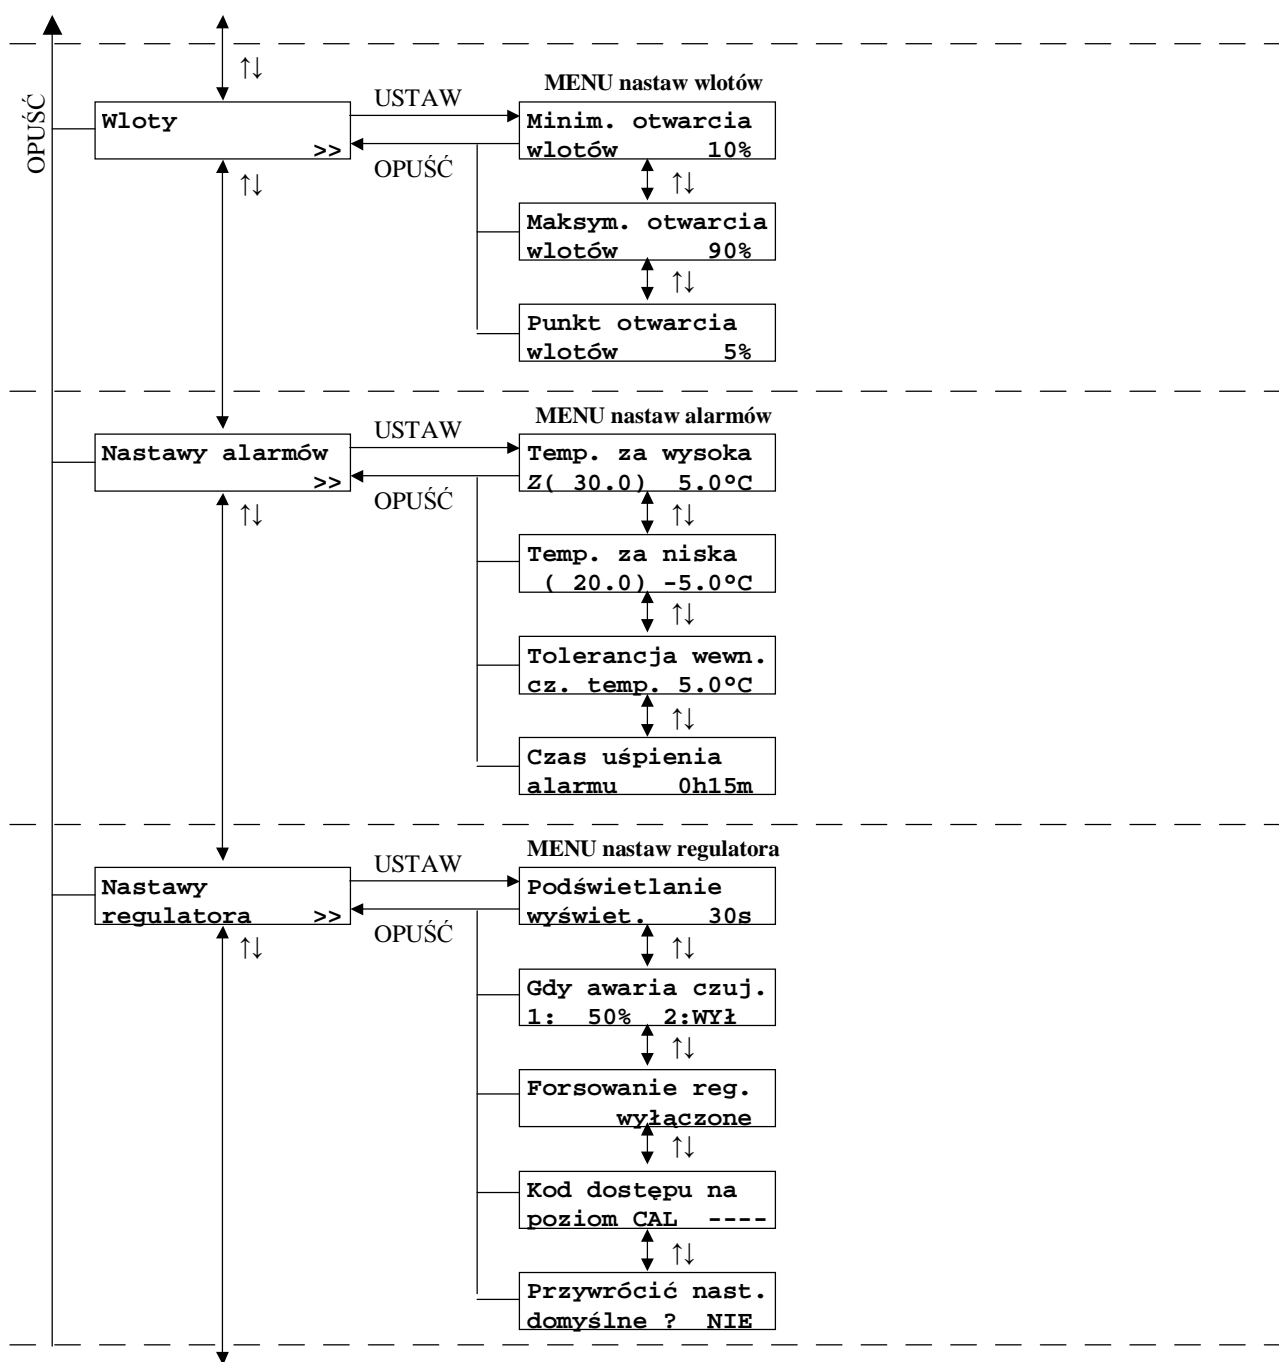 OPUŚĆ
↑↓
MENU nastaw wlotów
Wloty
>>
USTAW
OPUŚĆ
Minim. otwarcia
wlotów 10%
↑↓
↑↓
Maksym. otwarcia
wlotów 90%
↑↓
Punkt otwarcia
wlotów 5%
MENU nastaw alarmów
Nastawy alarmów
>>
USTAW
OPUŚĆ
Temp. za wysoka
Z( 30.0) 5.0°C
↑↓
↑↓
Temp. za niska
( 20.0) -5.0°C
↑↓
Tolerancja wewn.
cz. temp. 5.0°C
↑↓
Czas uśpienia
alarmu 0h15m
MENU nastaw regulatora
Nastawy
regulatora >>
USTAW
OPUŚĆ
Podświetlanie
wyświet. 30s
↑↓
↑↓
Gdy awaria czuj.
1: 50% 2:WYŁ
↑↓
Forsowanie reg.
wyłączone
↑↓
Kod dostępu na
poziom CAL ----
↑↓
Przywrócić nast.
domyślne ? NIE